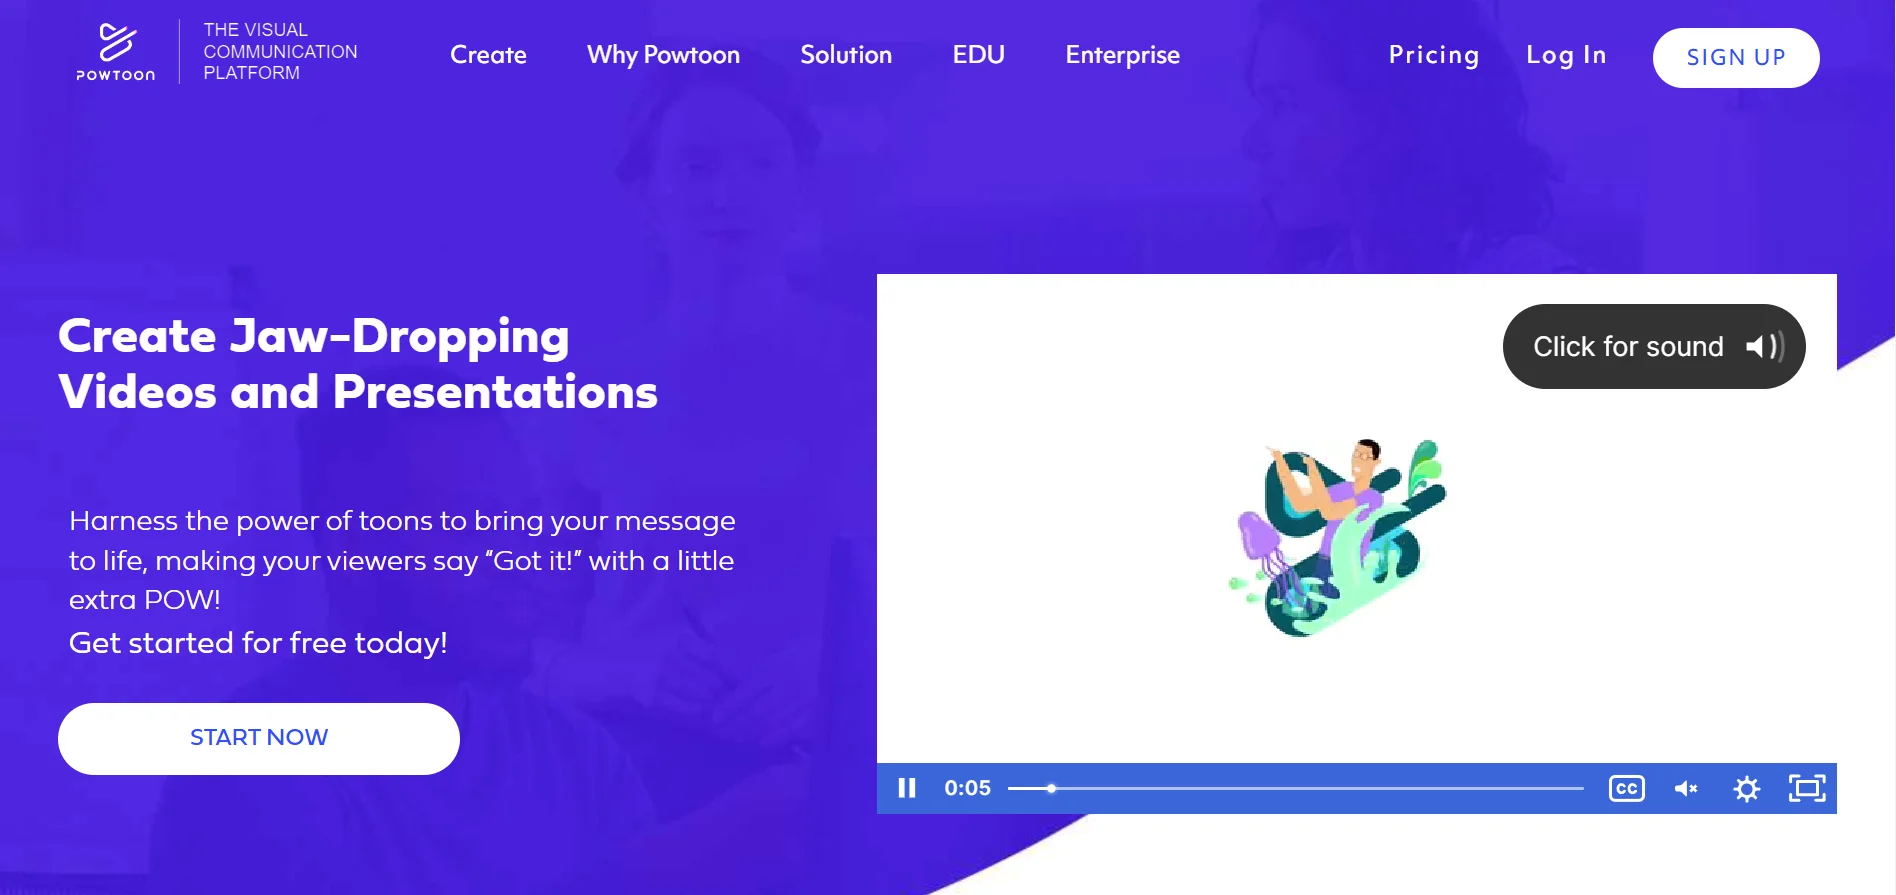 POWTOON
THE VISUAL
COMMUNICATION
PLATFORM
Create
Why Powtoon
Solution
EDU
Enterprise
Pricing
Log In
SIGN UP
Create Jaw-Dropping
Videos and Presentations
Harness the power of toons to bring your message
to life, making your viewers say “Got it!” with a little
extra POW!
Get started for free today!
START NOW
Click for sound
0:05
CC